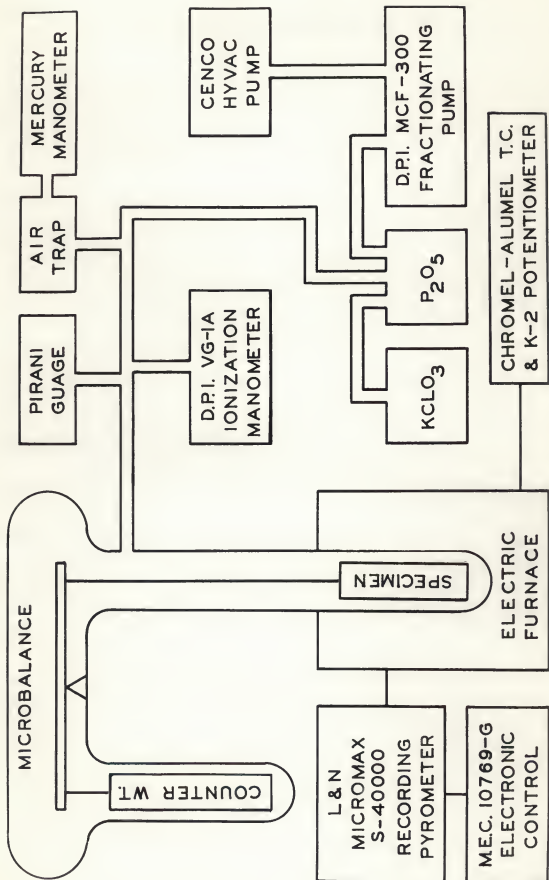 MICROBALANCE
COUNTER WT.
SPECIMEN
PIRANI
GUAGE
AIR
TRAP
MERCURY
MANOMETER
D.P.I. VG-1A
IONIZATION
MANOMETER
CENCO
HYVAC
PUMP
KCLO3
P2O5
D.P.I. MCF-300
FRACTIONATING
PUMP
L & N
MICROMAX
S-40000
RECORDING
PYROMETER
M.E.C. 10769-G
ELECTRONIC
CONTROL
ELECTRIC
FURNACE
CHROMEL-ALUMEL T.C.
& K-2 POTENTIOMETER